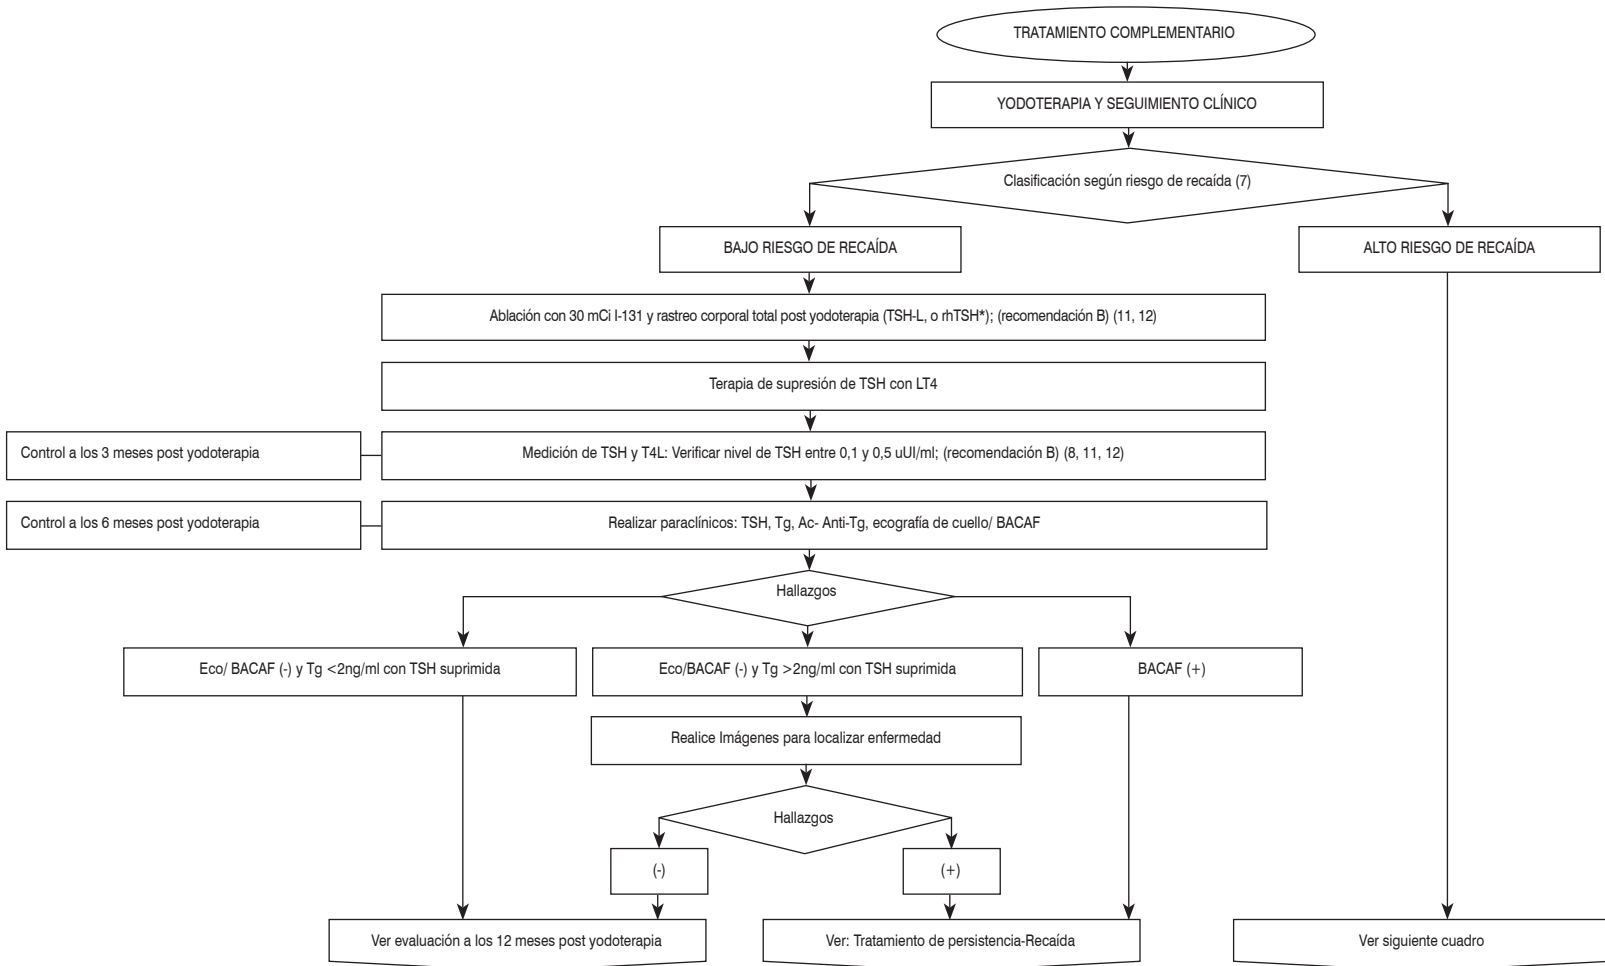 TRATAMIENTO COMPLEMENTARIO
YODOTERAPIA Y SEGUIMIENTO CLÍNICO
Clasificación según riesgo de recaída (7)
BAJO RIESGO DE RECAÍDA
ALTO RIESGO DE RECAÍDA
Ablación con 30 mCi I-131 y rastreo corporal total post yodoterapia (TSH-L, o rhTSH*); (recomendación B) (11, 12)
Terapia de supresión de TSH con LT4
Control a los 3 meses post yodoterapia
Medición de TSH y T4L: Verificar nivel de TSH entre 0,1 y 0,5 uUI/ml; (recomendación B) (8, 11, 12)
Control a los 6 meses post yodoterapia
Realizar paraclínicos: TSH, Tg, Ac- Anti-Tg, ecografía de cuello/ BACAF
Hallazgos
Eco/ BACAF (-) y Tg <2ng/ml con TSH suprimida
Eco/BACAF (-) y Tg >2ng/ml con TSH suprimida
BACAF (+)
Realice Imágenes para localizar enfermedad
Hallazgos
(-)
(+)
Ver evaluación a los 12 meses post yodoterapia
Ver: Tratamiento de persistencia-Recaída
Ver siguiente cuadro